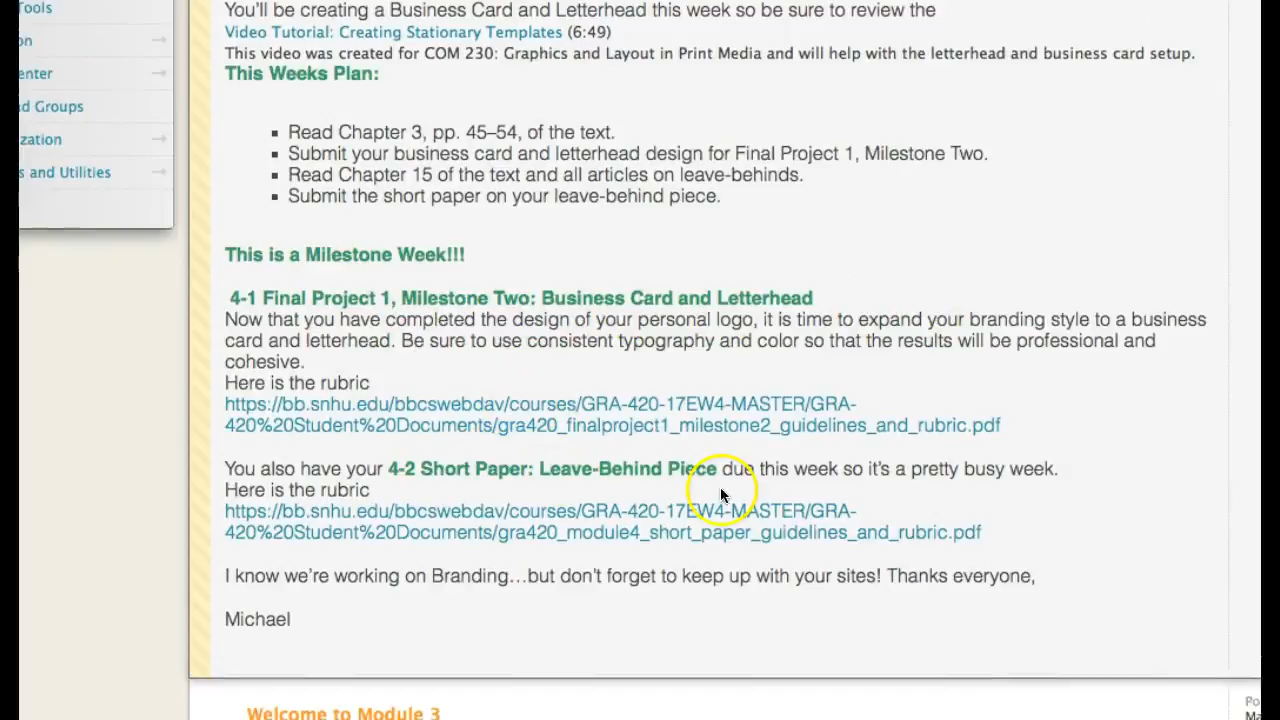 Tools
You'll be creating a Business Card and Letterhead this week so be sure to review the
Video Tutorial: Creating Stationary Templates (6:49)
This video was created for COM 230: Graphics and Layout in Print Media and will help with the letterhead and business card setup.
This Weeks Plan:
on
enter
nd Groups
zation
s and Utilities
▪ Read Chapter 3, pp. 45–54, of the text.
▪ Submit your business card and letterhead design for Final Project 1, Milestone Two.
▪ Read Chapter 15 of the text and all articles on leave-behinds.
▪ Submit the short paper on your leave-behind piece.
This is a Milestone Week!!!
4-1 Final Project 1, Milestone Two: Business Card and Letterhead
Now that you have completed the design of your personal logo, it is time to expand your branding style to a business
card and letterhead. Be sure to use consistent typography and color so that the results will be professional and
cohesive.
Here is the rubric
https://bb.snhu.edu/bbcswebdav/courses/GRA-420-17EW4-MASTER/GRA-
420%20Student%20Documents/gra420_finalproject1_milestone2_guidelines_and_rubric.pdf
You also have your 4-2 Short Paper: Leave-Behind Piece due this week so it's a pretty busy week.
Here is the rubric
https://bb.snhu.edu/bbcswebdav/courses/GRA-420-17EW4-MASTER/GRA-
420%20Student%20Documents/gra420_module4_short_paper_guidelines_and_rubric.pdf
I know we're working on Branding…but don't forget to keep up with your sites! Thanks everyone,
Michael
Welcome to Module 3
Po
Ma